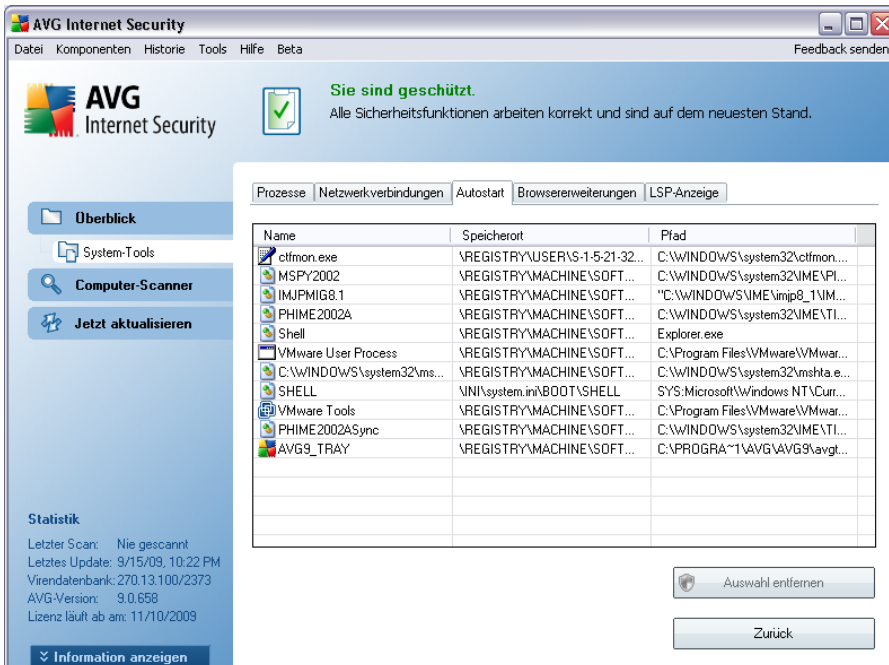 AVG Internet Security
Datei Komponenten Historie Tools Hilfe Beta Feedback senden
AVG
Internet Security
Sie sind geschützt.
Alle Sicherheitsfunktionen arbeiten korrekt und sind auf dem neuesten Stand.
Überblick
System-Tools
Computer-Scanner
Jetzt aktualisieren
Prozesse Netzwerkverbindungen Autostart Browsererweiterungen LSP-Anzeige
Name Speicherort Pfad
ctfmon.exe \REGISTRY\USER\S-1-5-21-32... C:\WINDOWS\system32\ctfmon....
MSPY2002 \REGISTRY\MACHINE\SOFT... C:\WINDOWS\system32\IME\PI...
IMJPMIG8.1 \REGISTRY\MACHINE\SOFT... "C:\WINDOWS\IME\imjp8_1\IM...
PHIME2002A \REGISTRY\MACHINE\SOFT... C:\WINDOWS\system32\IME\TI...
Shell \REGISTRY\MACHINE\SOFT... Explorer.exe
VMware User Process \REGISTRY\MACHINE\SOFT... C:\Program Files\VMware\VMwar...
C:\WINDOWS\system32\ms... \REGISTRY\MACHINE\SOFT... C:\WINDOWS\system32\mshta.e...
SHELL \INI\system.ini\BOOT\SHELL SYS:Microsoft\Windows NT\Curr...
VMware Tools \REGISTRY\MACHINE\SOFT... C:\Program Files\VMware\VMwar...
PHIME2002ASync \REGISTRY\MACHINE\SOFT... C:\WINDOWS\system32\IME\TI...
AVG9_TRAY \REGISTRY\MACHINE\SOFT... C:\PROGRA~1\AVG\AVG9\avgt...
Statistik
Letzter Scan: Nie gescannt
Letztes Update: 9/15/09, 10:22 PM
Virendatenbank: 270.13.100/2373
AVG-Version: 9.0.658
Lizenz läuft ab am: 11/10/2009
Information anzeigen
Auswahl entfernen
Zurück